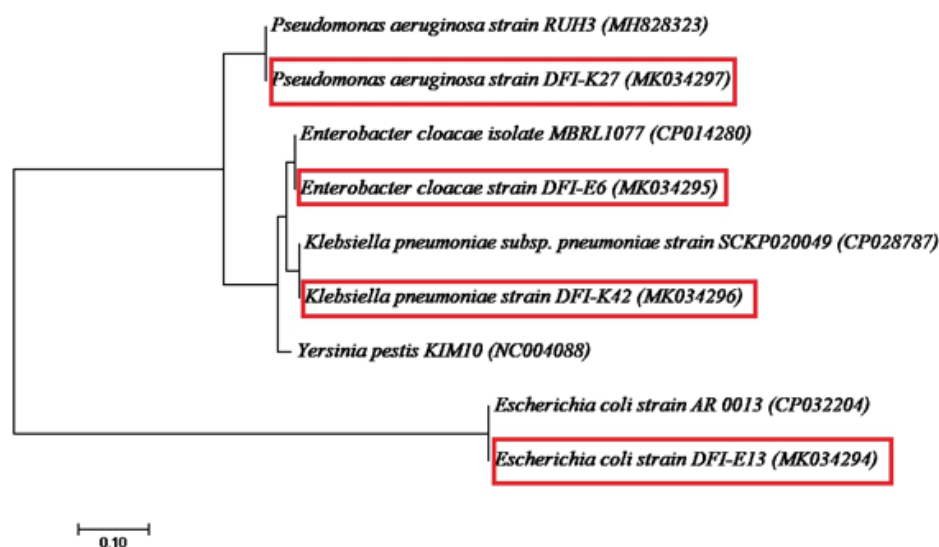 Pseudomonas aeruginosa strain RUH3 (MH828323)
Pseudomonas aeruginosa strain DFI-K27 (MK034297)
Enterobacter cloacae isolate MBRL1077 (CP014280)
Enterobacter cloacae strain DFI-E6 (MK034295)
Klebsiella pneumoniae subsp. pneumoniae strain SCKP020049 (CP028787)
Klebsiella pneumoniae strain DFI-K42 (MK034296)
Yersinia pestis KIM10 (NC004088)
Escherichia coli strain AR 0013 (CP032204)
Escherichia coli strain DFI-E13 (MK034294)
0.10